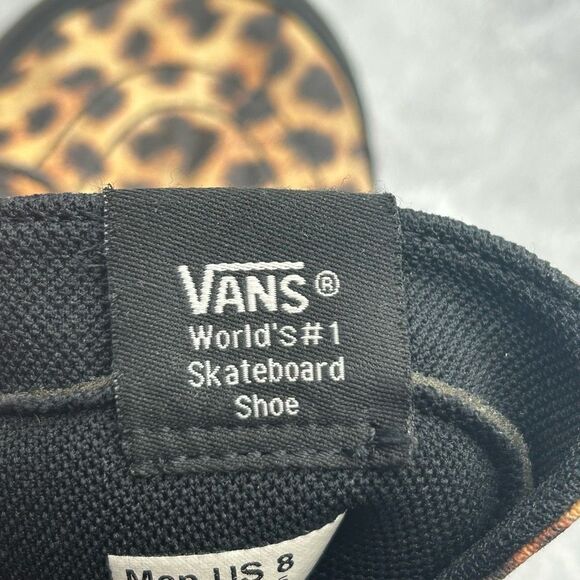 VANS®
World's#1
Skateboard
Shoe
Men US 8